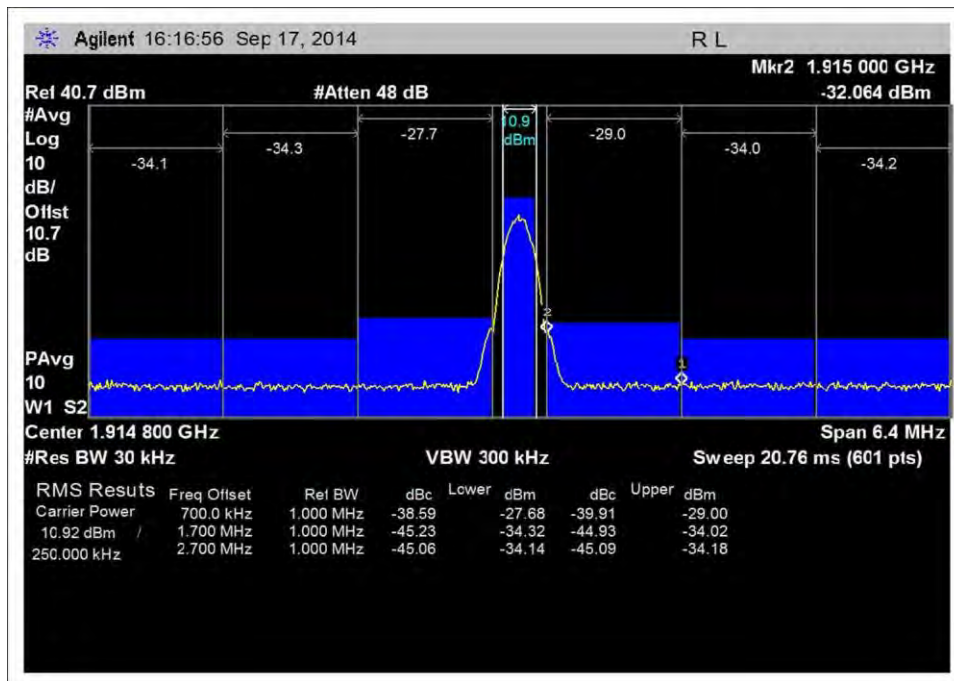 Agilent 16:16:56 Sep 17, 2014 R L
Mkr2 1.915 000 GHz
Ref 40.7 dBm #Atten 48 dB -32.064 dBm
#Avg
Log
10
dB/
Offst
10.7
dB
-34.1 -34.3 -27.7 10.9 dBm -29.0 -34.0 -34.2
2
1
PAvg
10
W1 S2
Center 1.914 800 GHz Span 6.4 MHz
#Res BW 30 kHz VBW 300 kHz Sweep 20.76 ms (601 pts)
RMS Resuts Freq Offset Ref BW dBc Lower dBm dBc Upper dBm
Carrier Power 700.0 kHz 1.000 MHz -38.59 -27.68 -39.91 -29.00
10.92 dBm / 1.700 MHz 1.000 MHz -45.23 -34.32 -44.93 -34.02
250.000 kHz 2.700 MHz 1.000 MHz -45.06 -34.14 -45.09 -34.18